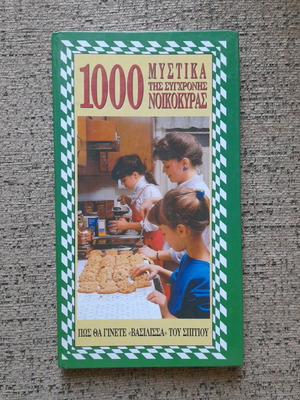 1000
ΜΥΣΤΙΚΑ
ΤΗΣ ΣΥΓΧΡΟΝΗΣ
ΝΟΙΚΟΚΥΡΑΣ
ΠΩΣ ΘΑ ΓΙΝΕΤΕ «ΒΑΣΙΛΙΣΣΑ» ΤΟΥ ΣΠΙΤΙΟΥ